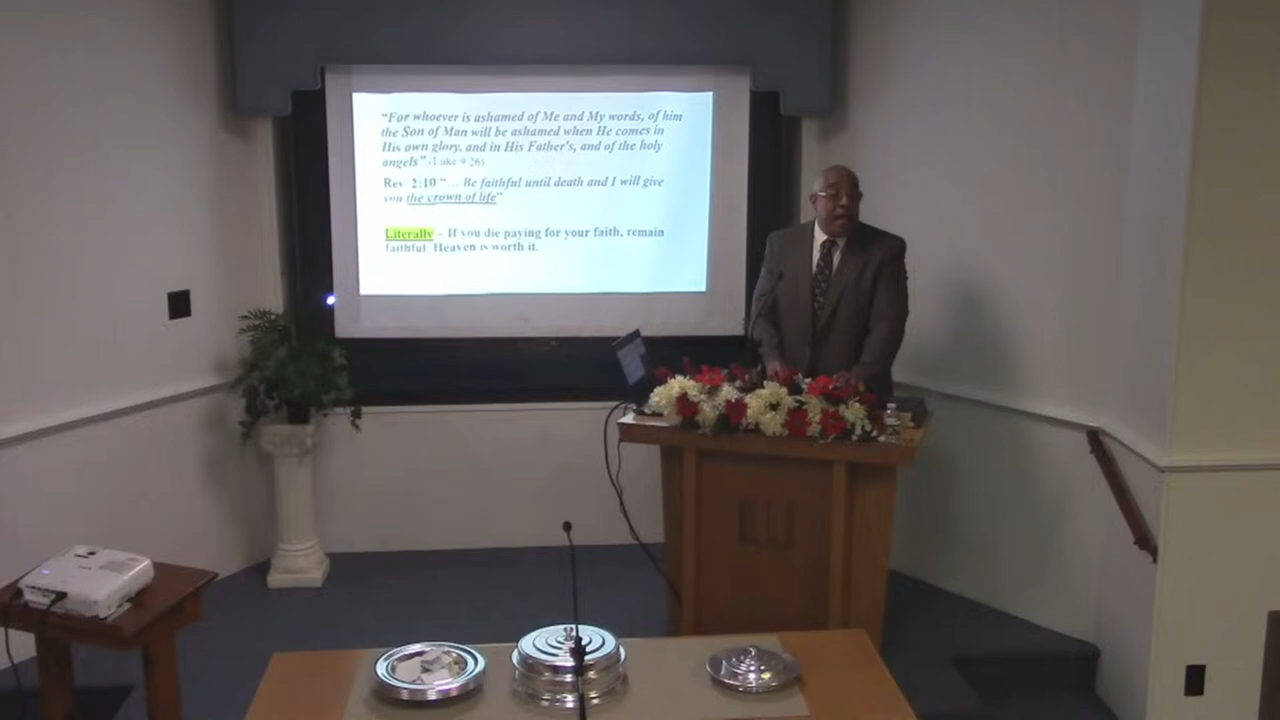 "For whoever is ashamed of Me and My words, of him
the Son of Man will be ashamed when He comes in
His own glory, and in His Father's, and of the holy
angels" (Luke 9:26)
Rev. 2:10 "… Be faithful until death and I will give
you the crown of life"
Literally – If you die paying for your faith, remain
faithful. Heaven is worth it.